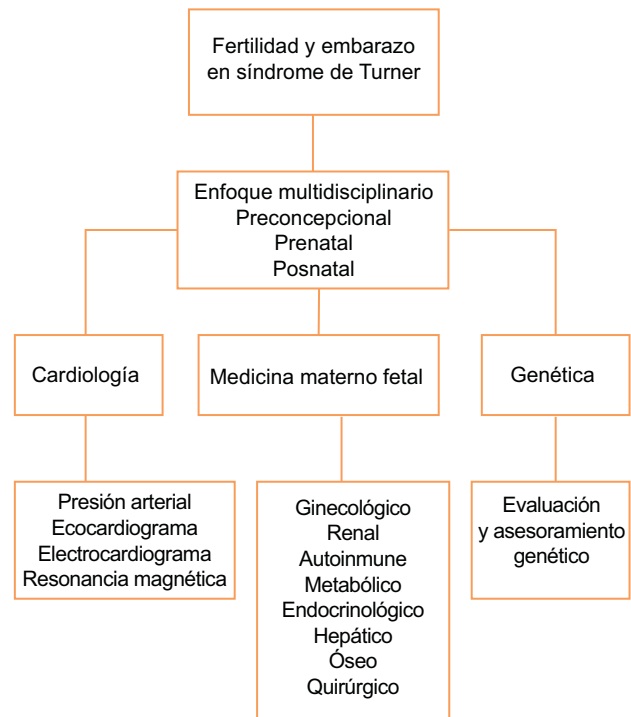 Fertilidad y embarazo
en síndrome de Turner
Enfoque multidisciplinario
Preconcepcional
Prenatal
Posnatal
Cardiología
Medicina materno fetal
Genética
Presión arterial
Ecocardiograma
Electrocardiograma
Resonancia magnética
Ginecológico
Renal
Autoinmune
Metabólico
Endocrinológico
Hepático
Óseo
Quirúrgico
Evaluación
y asesoramiento
genético